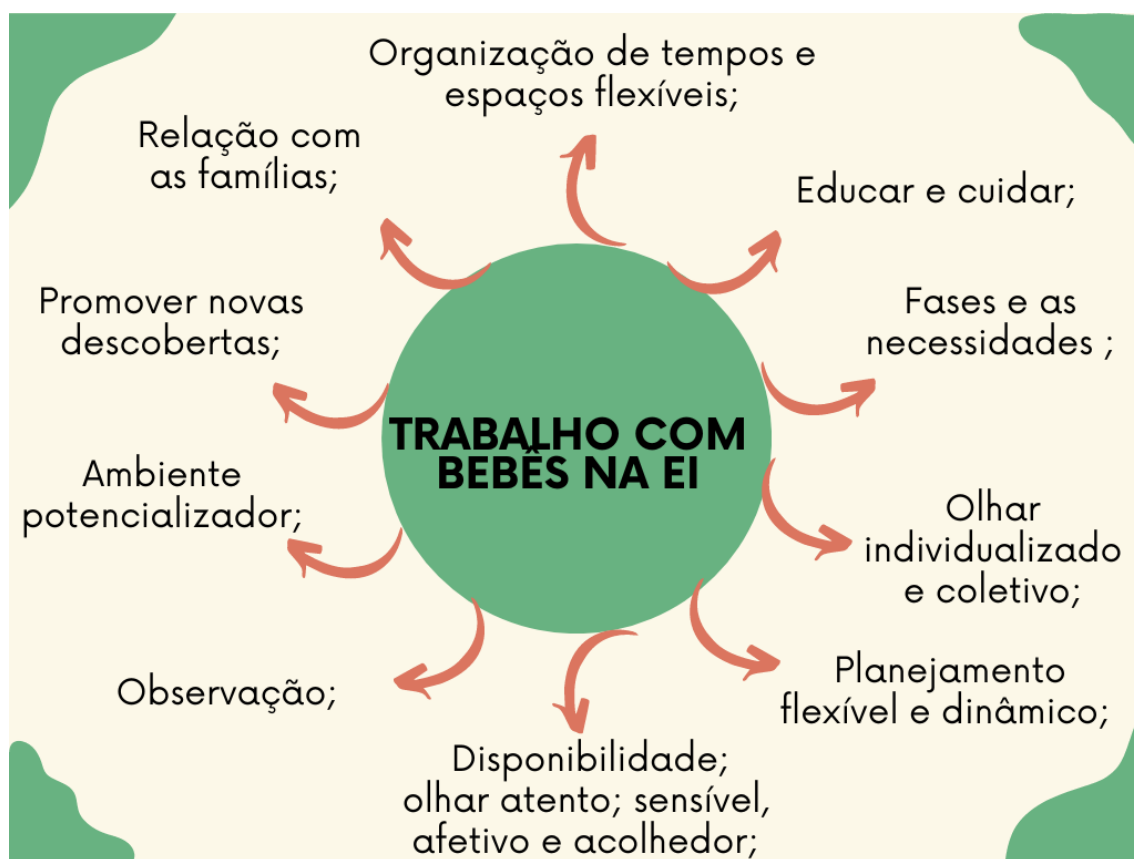 Organização de tempos e
espaços flexíveis;
Relação com
as famílias;
Educar e cuidar;
Promover novas
descobertas;
Fases e as
necessidades ;
TRABALHO COM
BEBÊS NA EI
Ambiente
potencializador;
Olhar
individualizado
e coletivo;
Observação;
Planejamento
flexível e dinâmico;
Disponibilidade;
olhar atento; sensível,
afetivo e acolhedor;